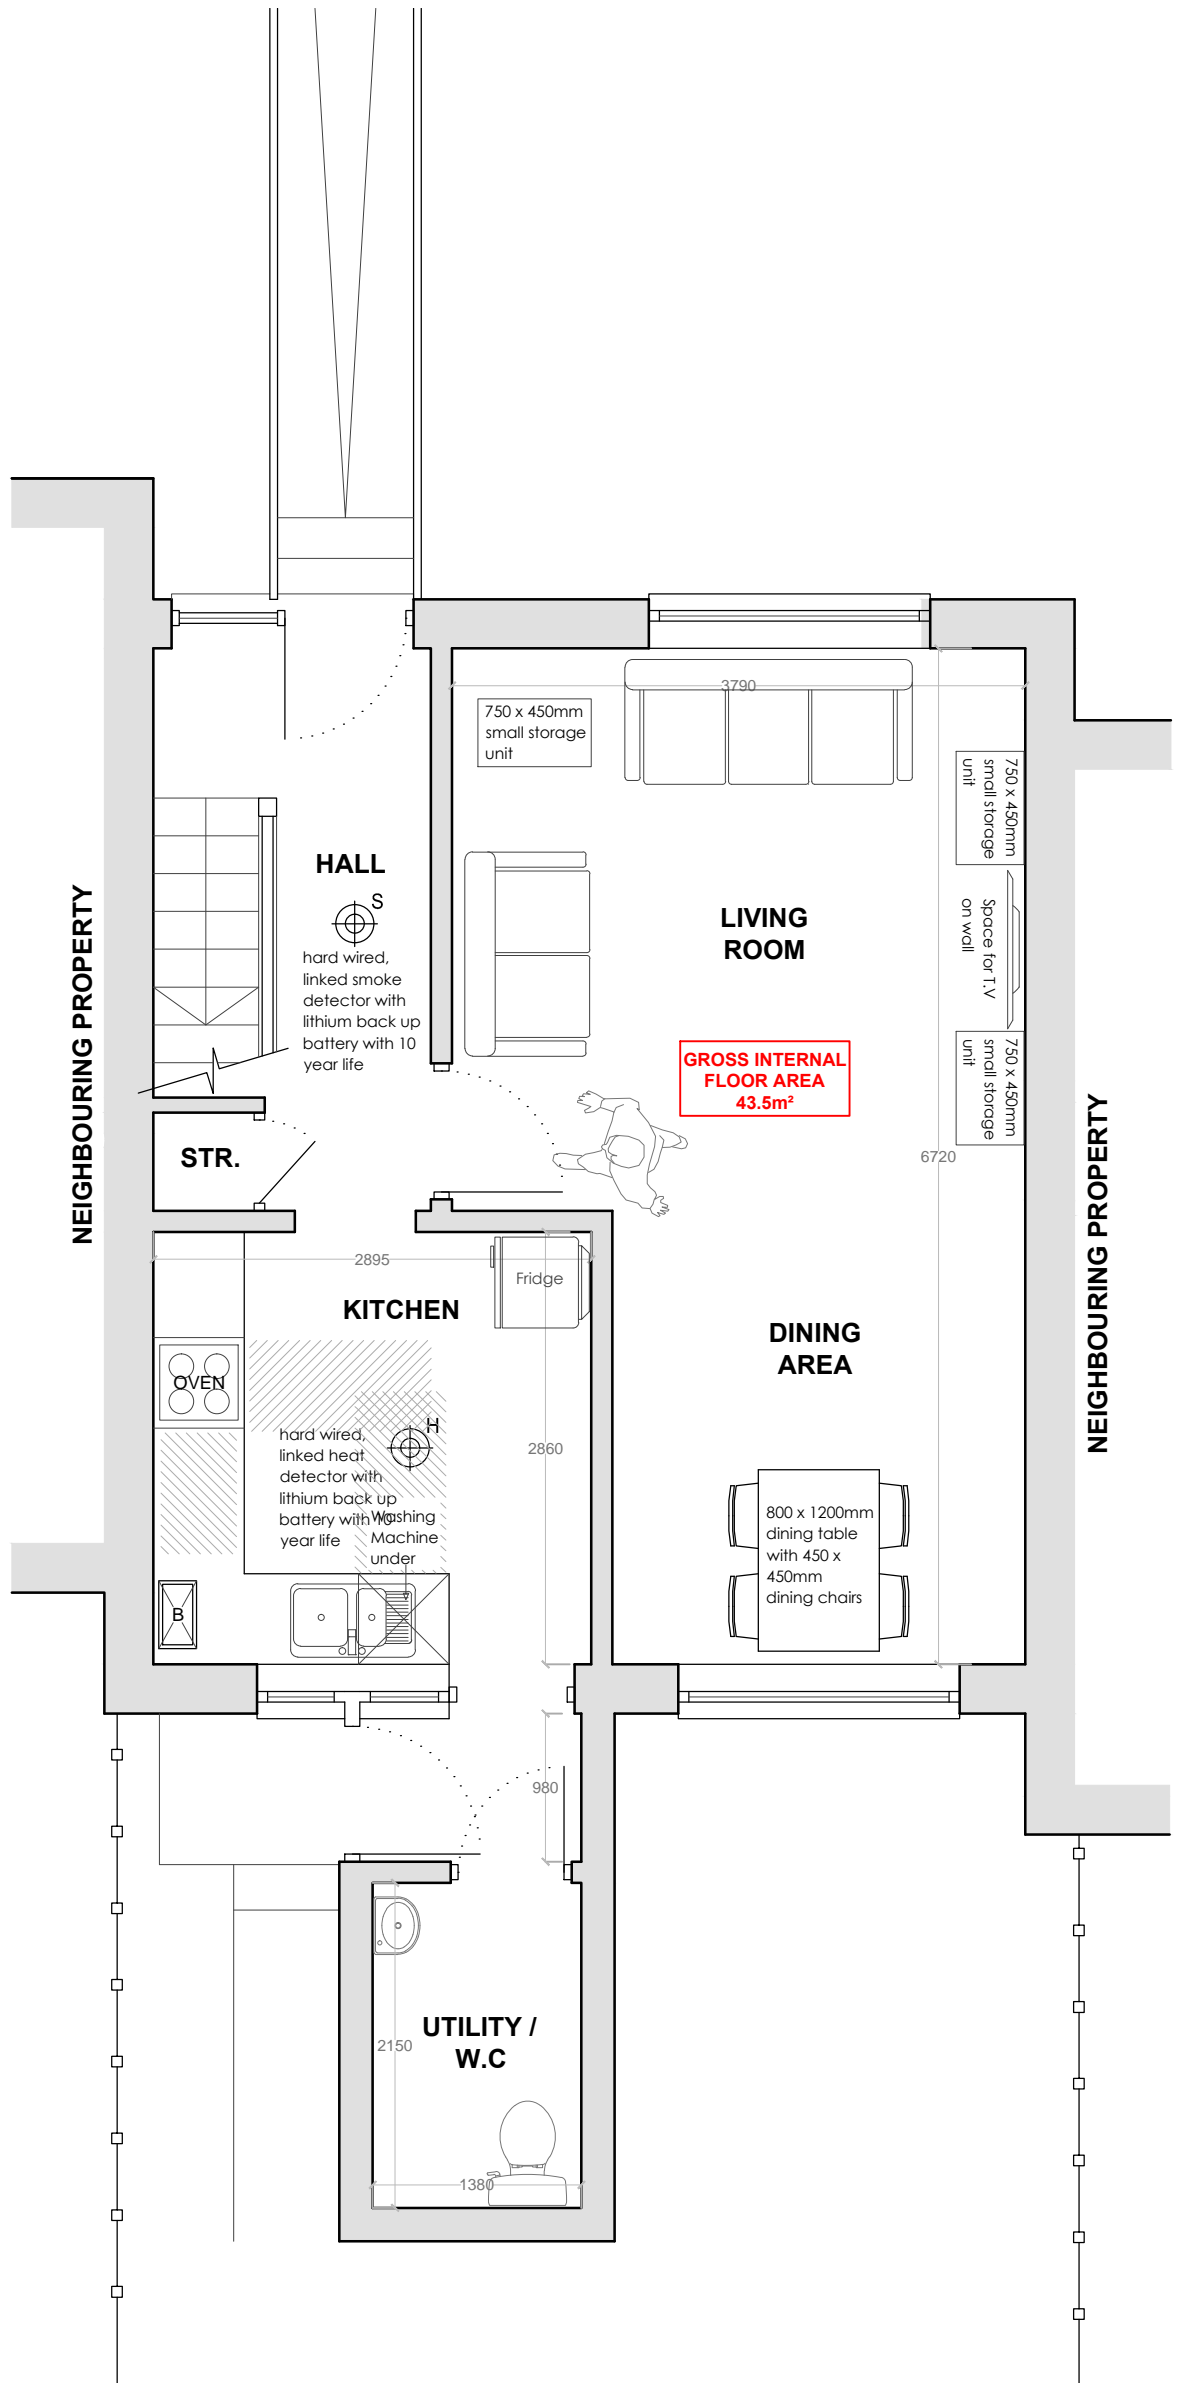 3790
750 x 450mm
small storage
unit
750 x 450mm
small storage
unit
HALL
S
hard wired,
linked smoke
detector with
lithium back up
battery with 10
year life
LIVING
ROOM
Space for T.V
on wall
NEIGHBOURING PROPERTY
GROSS INTERNAL
FLOOR AREA
43.5m²
750 x 450mm
small storage
unit
STR.
6720
NEIGHBOURING PROPERTY
2895
Fridge
KITCHEN
DINING
AREA
OVEN
H
hard wired,
linked heat
detector with
lithium back up
battery with 10
year life
2860
Washing
Machine
under
800 x 1200mm
dining table
with 450 x
450mm
dining chairs
B
980
UTILITY /
W.C
2150
1380